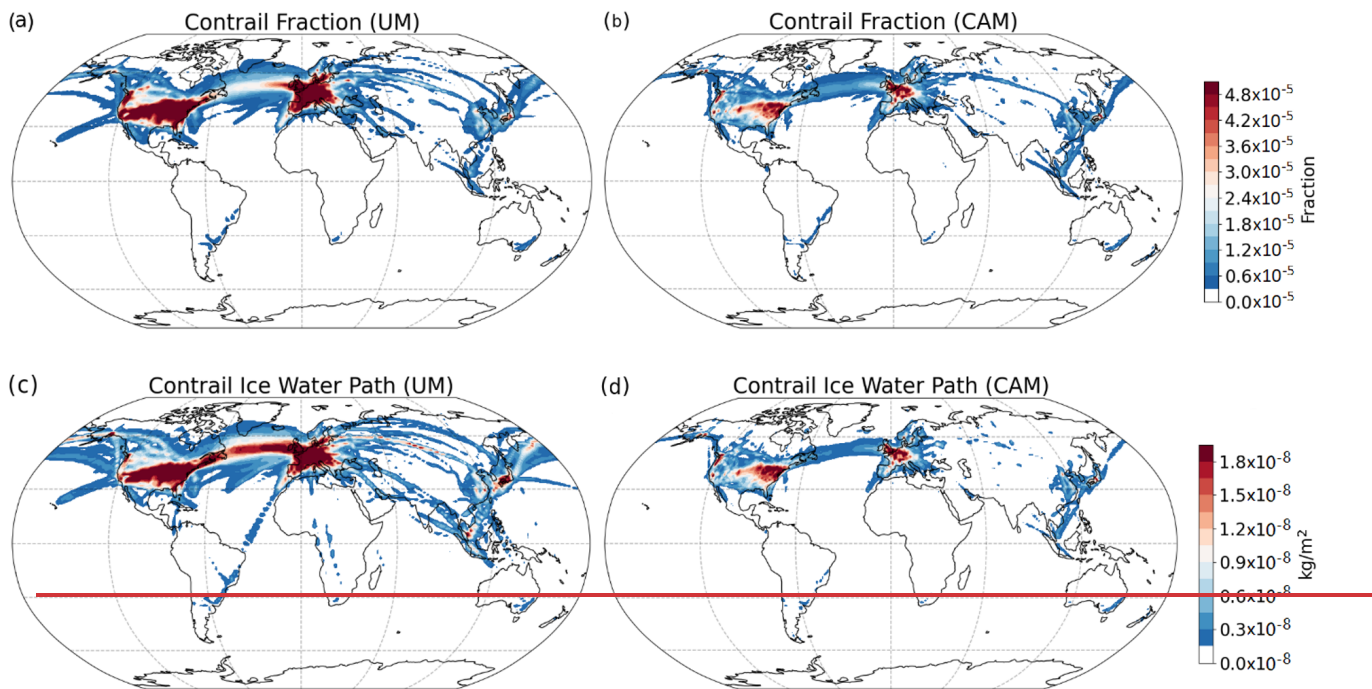 (a)
Contrail Fraction (UM)
(b)
Contrail Fraction (CAM)
4.8x10⁻⁵
4.2x10⁻⁵
3.6x10⁻⁵
3.0x10⁻⁵
2.4x10⁻⁵
1.8x10⁻⁵
1.2x10⁻⁵
0.6x10⁻⁵
0.0x10⁻⁵
Fraction
(c)
Contrail Ice Water Path (UM)
(d)
Contrail Ice Water Path (CAM)
1.8x10⁻⁸
1.5x10⁻⁸
1.2x10⁻⁸
0.9x10⁻⁸
0.6x10⁻⁸
0.3x10⁻⁸
0.0x10⁻⁸
kg/m²